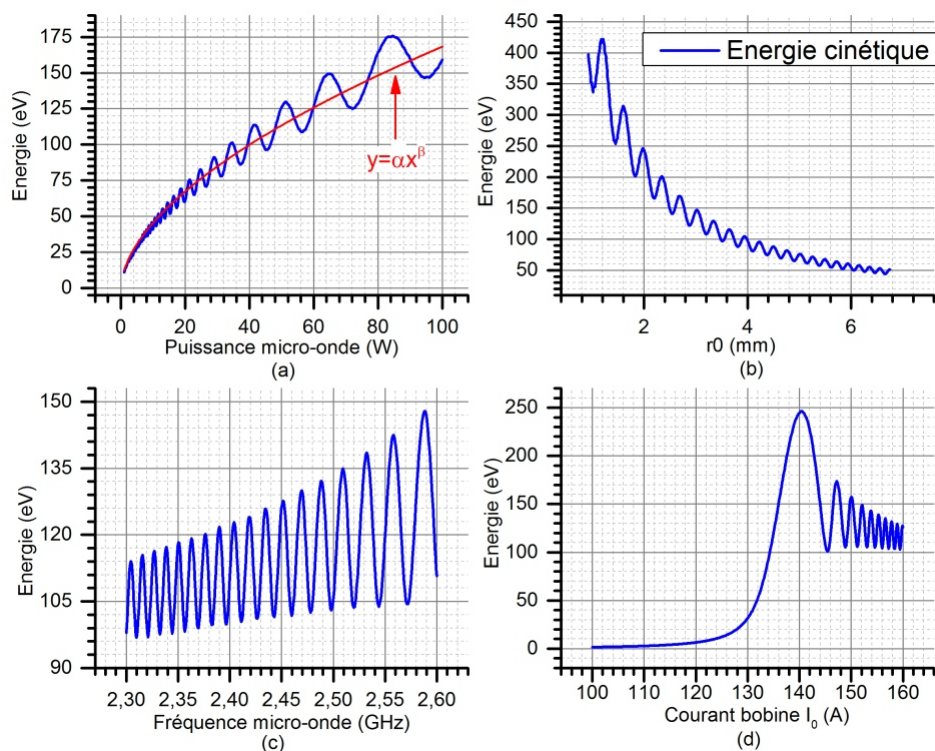 175
150
125
100
75
50
25
0
Energie (eV)
y=αxᵝ
0 20 40 60 80 100
Puissance micro-onde (W)
(a)
450
400
350
300
250
200
150
100
50
Energie (eV)
Energie cinétique
2 4 6
r0 (mm)
(b)
150
135
120
105
90
Energie (eV)
2,30 2,35 2,40 2,45 2,50 2,55 2,60
Fréquence micro-onde (GHz)
(c)
250
200
150
100
50
0
Energie (eV)
100 110 120 130 140 150 160
Courant bobine I₀ (A)
(d)